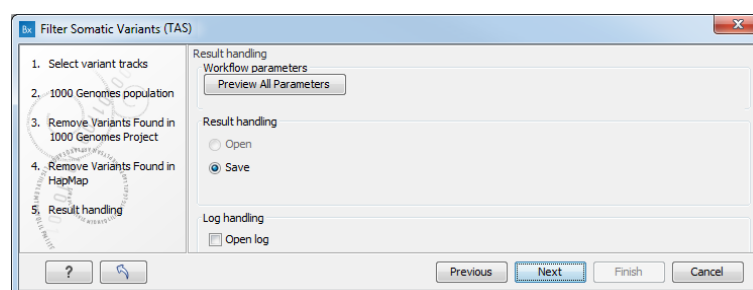 Bx Filter Somatic Variants (TAS)
1. Select variant tracks
2. 1000 Genomes population
3. Remove Variants Found in
1000 Genomes Project
4. Remove Variants Found in
HapMap
5. Result handling
Result handling
Workflow parameters
Preview All Parameters
Result handling
Open
Save
Log handling
Open log
?
Previous
Next
Finish
Cancel